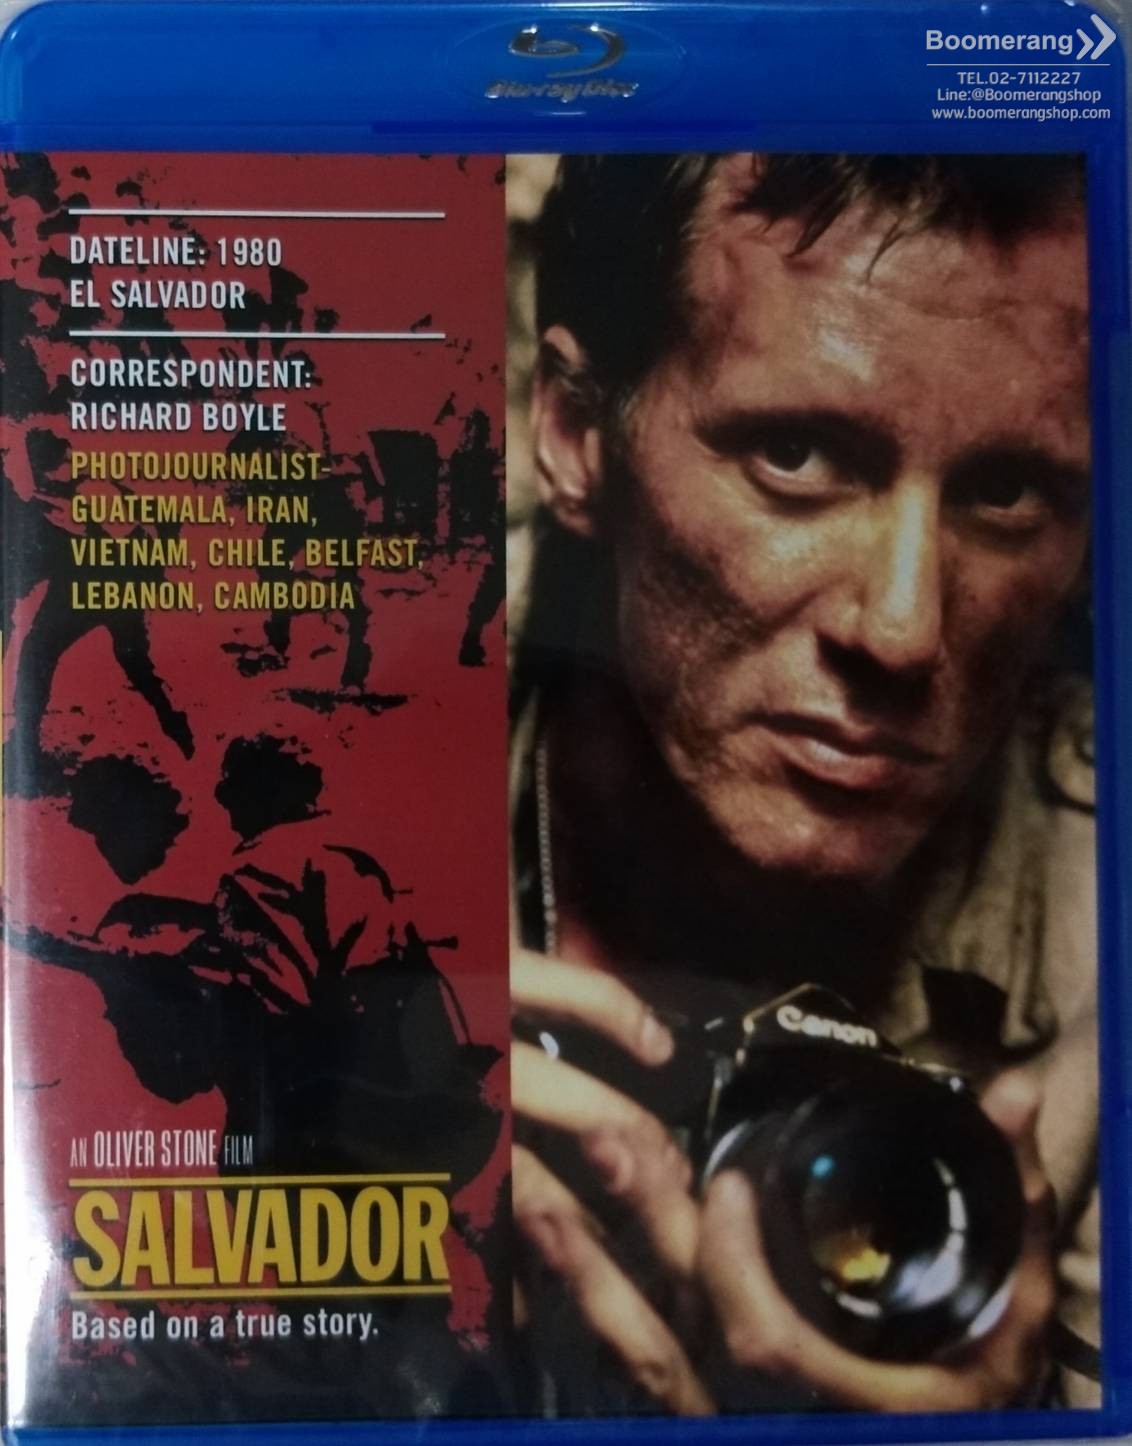 Boomerang
TEL.02-7112227
Line:@Boomerangshop
www.boomerangshop.com
Blu-ray Disc
DATELINE: 1980
EL SALVADOR
CORRESPONDENT:
RICHARD BOYLE
PHOTOJOURNALIST-
GUATEMALA, IRAN,
VIETNAM, CHILE, BELFAST,
LEBANON, CAMBODIA
Canon
AN OLIVER STONE FILM
SALVADOR
Based on a true story.